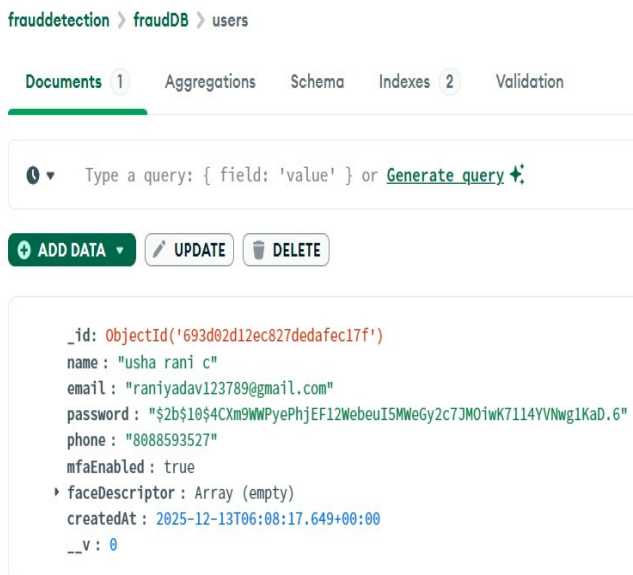 frauddetection > fraudDB > users
Documents 1 Aggregations Schema Indexes 2 Validation
Type a query: { field: 'value' } or Generate query
ADD DATA UPDATE DELETE
_id: ObjectId('693d02d12ec827dedafec17f')
name : "usha rani c"
email : "raniyadav123789@gmail.com"
password : "$2b$10$4CXm9WWPyePhjEF12WebeuI5MWeGy2c7JMOiwK7114YVNwg1KaD.6"
phone : "8088593527"
mfaEnabled : true
faceDescriptor : Array (empty)
createdAt : 2025-12-13T06:08:17.649+00:00
__v : 0